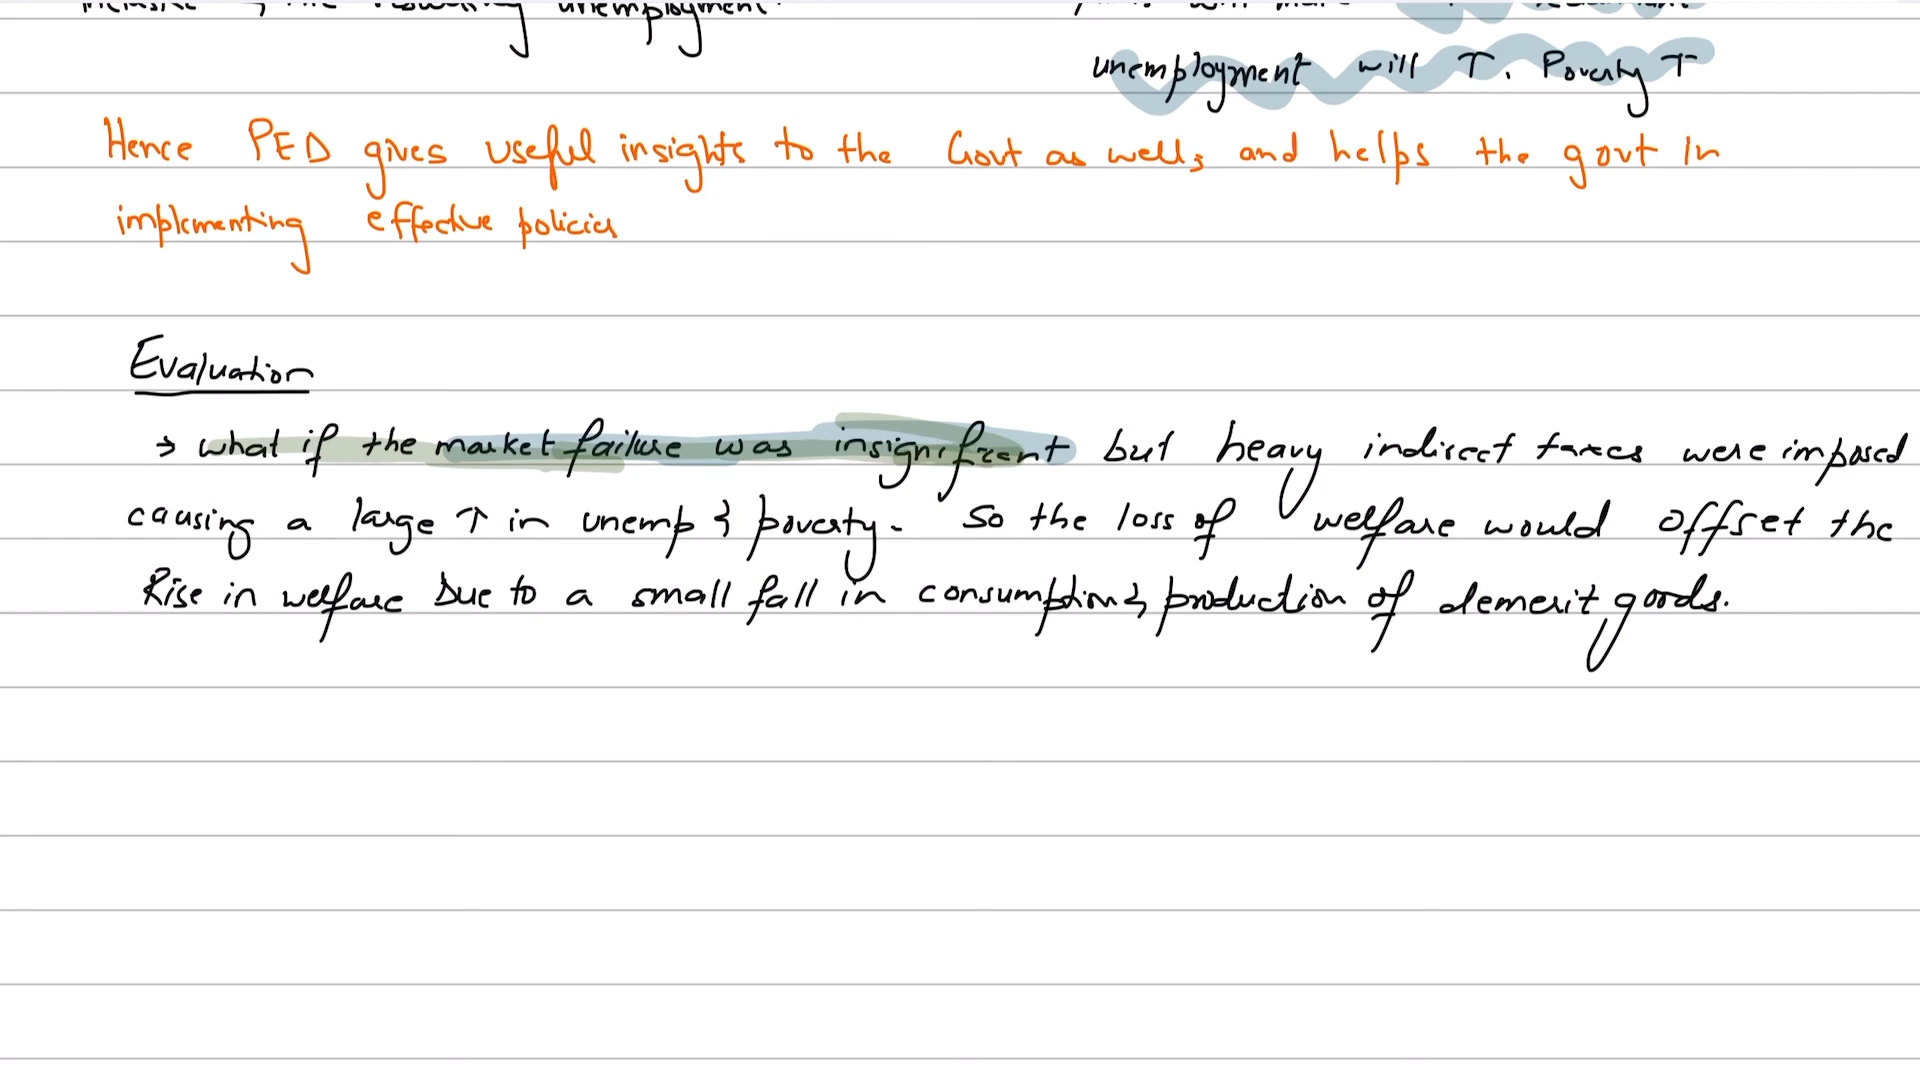 unemployment
unemployment will ↑. Poverty ↑
Hence PED gives useful insights to the Govt as well, and helps the govt in
implementing effective policies
Evaluation
→ what if the market failure was insignificant but heavy indirect taxes were imposed
causing a large ↑ in unemp & poverty. So the loss of welfare would offset the
Rise in welfare Due to a small fall in consumption & production of demerit goods.